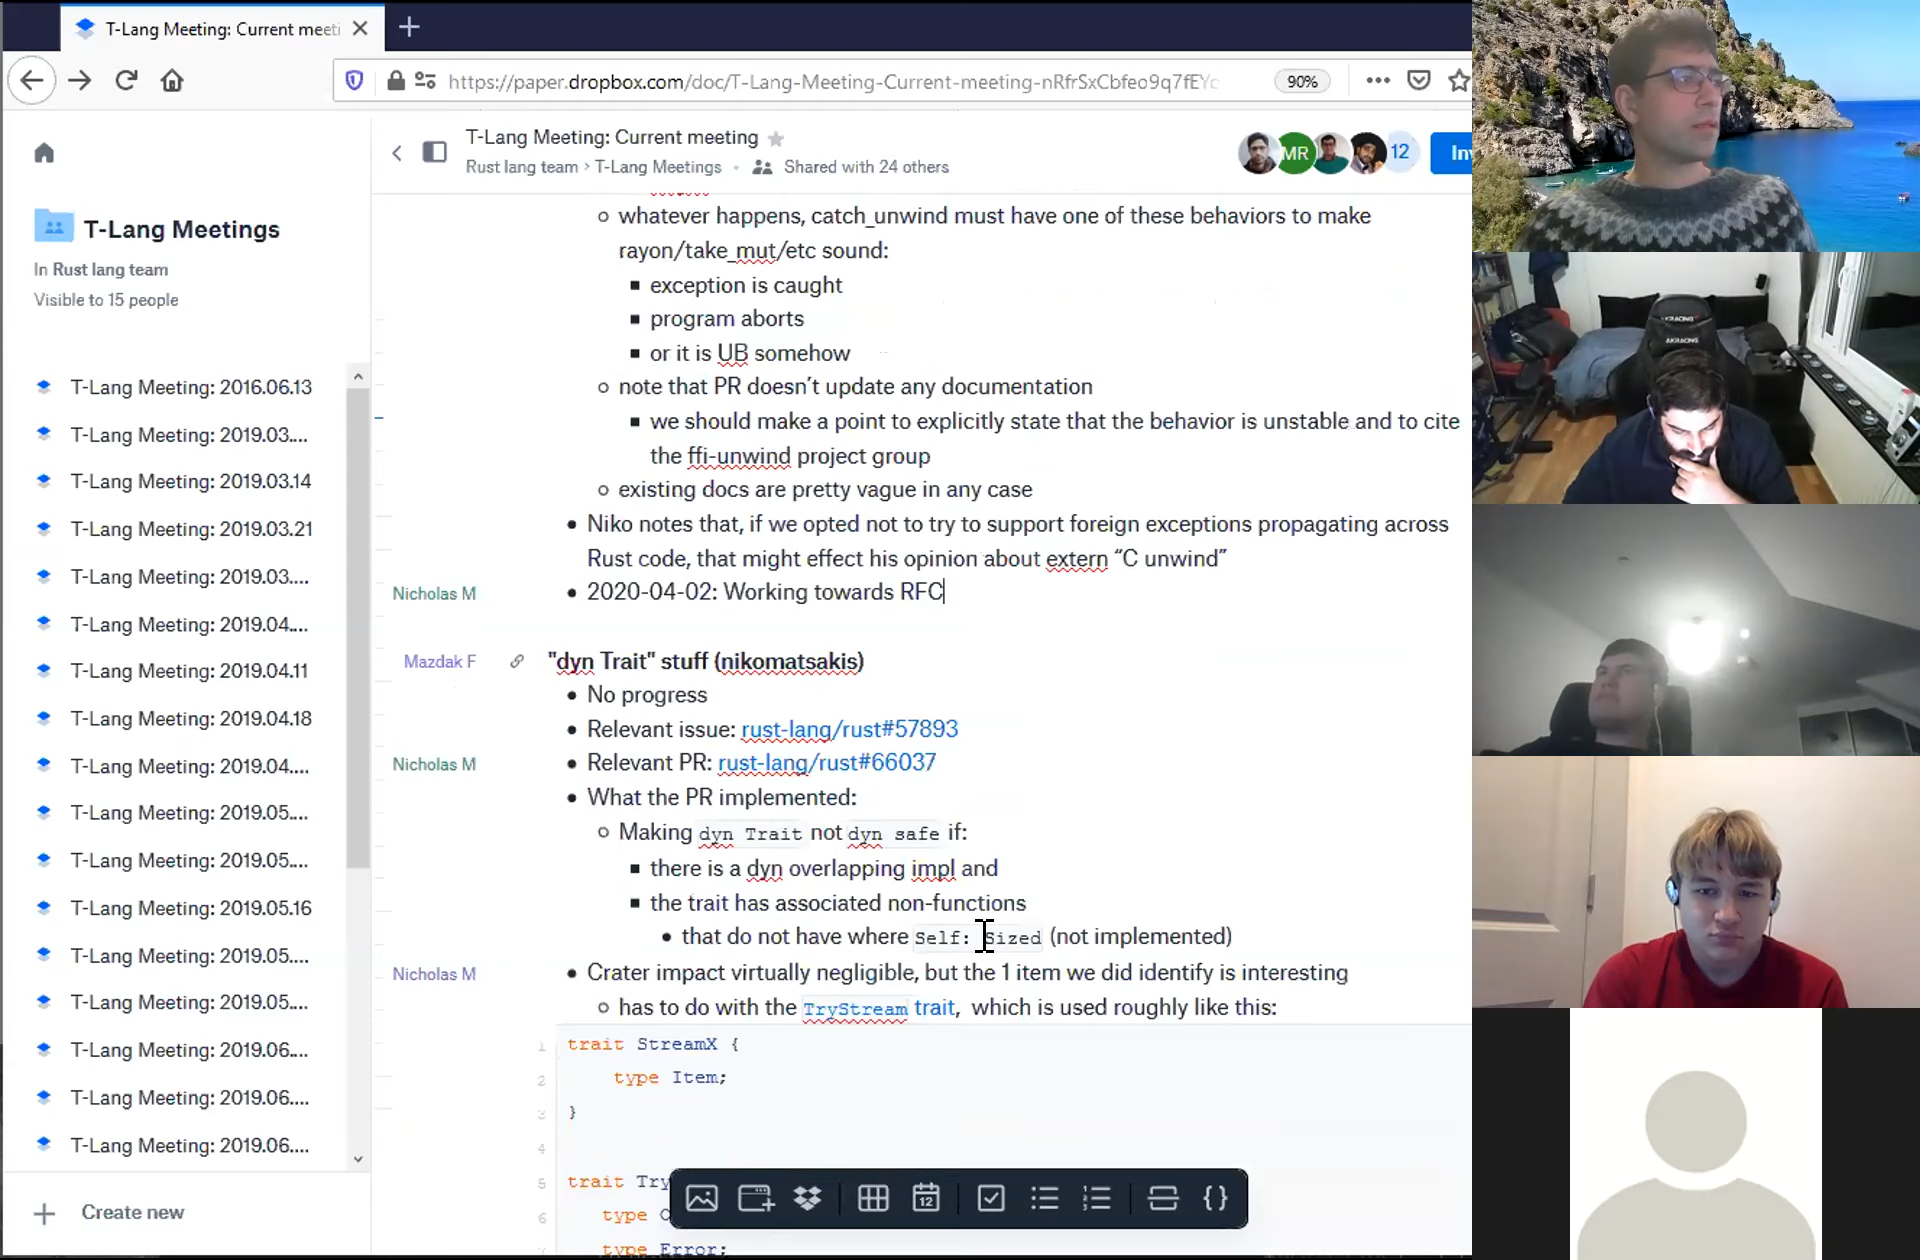 T-Lang Meeting: Current meeti
https://paper.dropbox.com/doc/T-Lang-Meeting-Current-meeting-nRfrSxCbfeo9q7fEYc
90%
T-Lang Meeting: Current meeting
Rust lang team › T-Lang Meetings • Shared with 24 others
MR
12
Inv
T-Lang Meetings
In Rust lang team
Visible to 15 people
T-Lang Meeting: 2016.06.13
T-Lang Meeting: 2019.03....
T-Lang Meeting: 2019.03.14
T-Lang Meeting: 2019.03.21
T-Lang Meeting: 2019.03....
T-Lang Meeting: 2019.04....
T-Lang Meeting: 2019.04.11
T-Lang Meeting: 2019.04.18
T-Lang Meeting: 2019.04....
T-Lang Meeting: 2019.05....
T-Lang Meeting: 2019.05....
T-Lang Meeting: 2019.05.16
T-Lang Meeting: 2019.05....
T-Lang Meeting: 2019.05....
T-Lang Meeting: 2019.06....
T-Lang Meeting: 2019.06....
T-Lang Meeting: 2019.06....
Create new
whatever happens, catch_unwind must have one of these behaviors to make
rayon/take_mut/etc sound:
exception is caught
program aborts
or it is UB somehow
note that PR doesn’t update any documentation
we should make a point to explicitly state that the behavior is unstable and to cite
the ffi-unwind project group
existing docs are pretty vague in any case
Niko notes that, if we opted not to try to support foreign exceptions propagating across
Rust code, that might effect his opinion about extern “C unwind”
Nicholas M 2020-04-02: Working towards RFC
Mazdak F "dyn Trait" stuff (nikomatsakis)
No progress
Relevant issue: rust-lang/rust#57893
Nicholas M Relevant PR: rust-lang/rust#66037
What the PR implemented:
Making dyn Trait not dyn safe if:
there is a dyn overlapping impl and
the trait has associated non-functions
that do not have where Self: Sized (not implemented)
Nicholas M Crater impact virtually negligible, but the 1 item we did identify is interesting
has to do with the TryStream trait, which is used roughly like this:
1 trait StreamX {
2 type Item;
3 }
4
5 trait Try
6 type O
type Error;
12
AKRACING
AKRACING